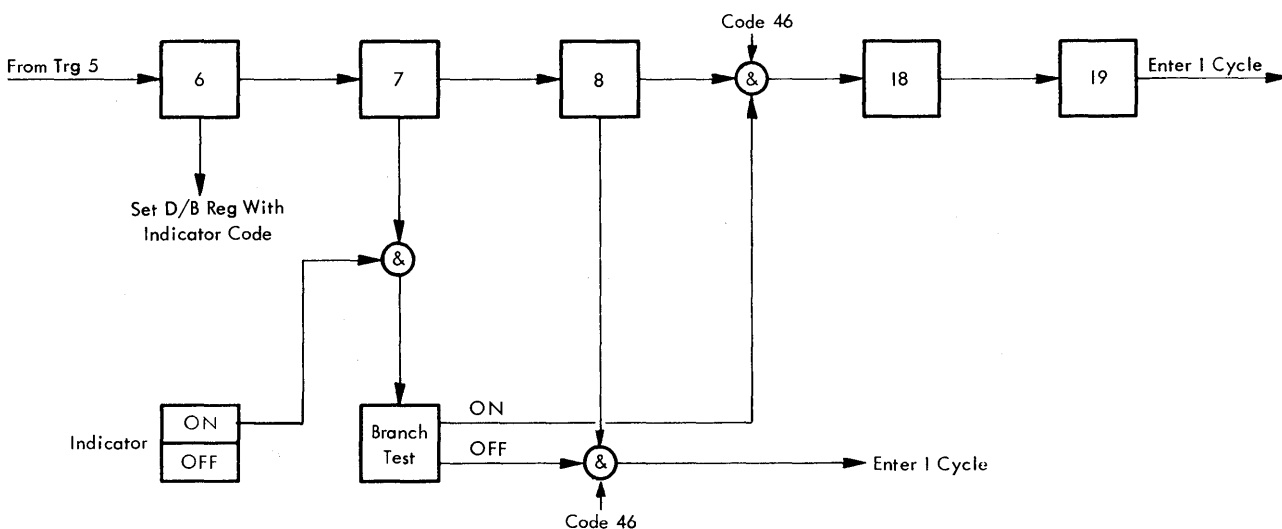 Code 46
From Trg 5
6
7
8
&
18
19
Enter I Cycle
Set D/B Reg With
Indicator Code
&
Indicator
ON
OFF
Branch
Test
ON
OFF
&
Enter I Cycle
Code 46